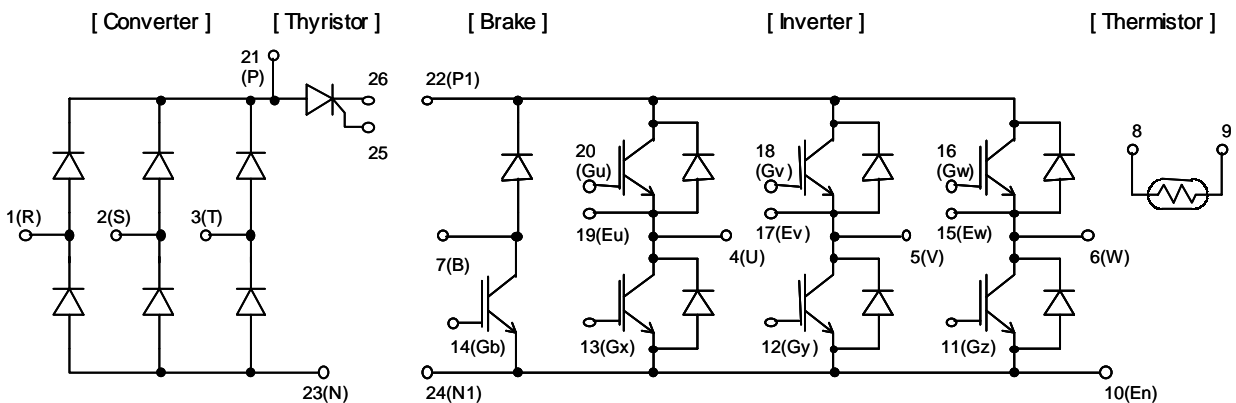 [ Converter ] [ Thyristor ] [ Brake ] [ Inverter ] [ Thermistor ]
21
(P)
26
25
22(P1)
20
(Gu)
18
(Gv)
16
(Gw)
8
9
1(R)
2(S)
3(T)
7(B)
19(Eu)
4(U)
17(Ev)
5(V)
15(Ew)
6(W)
14(Gb)
13(Gx)
12(Gy)
11(Gz)
23(N)
24(N1)
10(En)